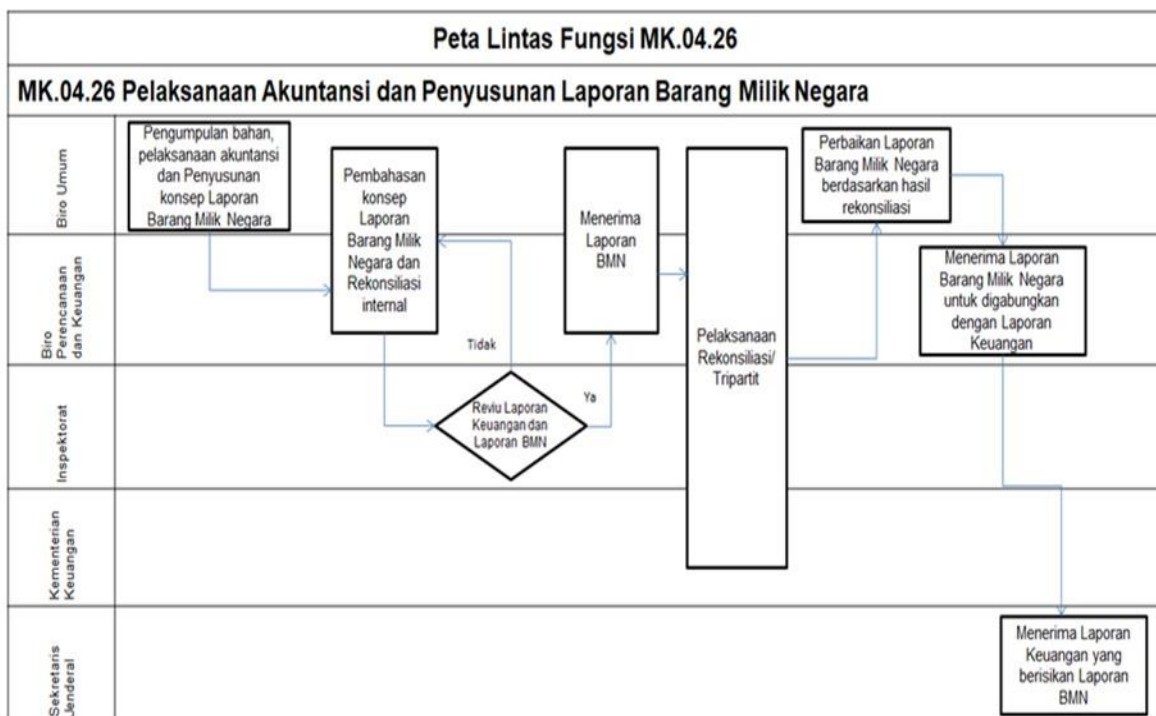 Peta Lintas Fungsi MK.04.26
MK.04.26 Pelaksanaan Akuntansi dan Penyusunan Laporan Barang Milik Negara
Biro Umum
Pengumpulan bahan,
pelaksanaan akuntansi
dan Penyusunan
konsep Laporan
Barang Milik Negara
Pembahasan
konsep
Laporan
Barang Milik
Negara dan
Rekonsiliasi
internal
Menerima
Laporan
BMN
Pelaksanaan
Rekonsiliasi/
Tripartit
Perbaikan Laporan
Barang Milik Negara
berdasarkan hasil
rekonsiliasi
Biro
Perencanaan
dan Keuangan
Menerima Laporan
Barang Milik Negara
untuk digabungkan
dengan Laporan
Keuangan
Tidak
Ya
Inspektorat
Reviu Laporan
Keuangan dan
Laporan BMN
Kementerian
Keuangan
Sekretaris
Jenderal
Menerima Laporan
Keuangan yang
berisikan Laporan
BMN